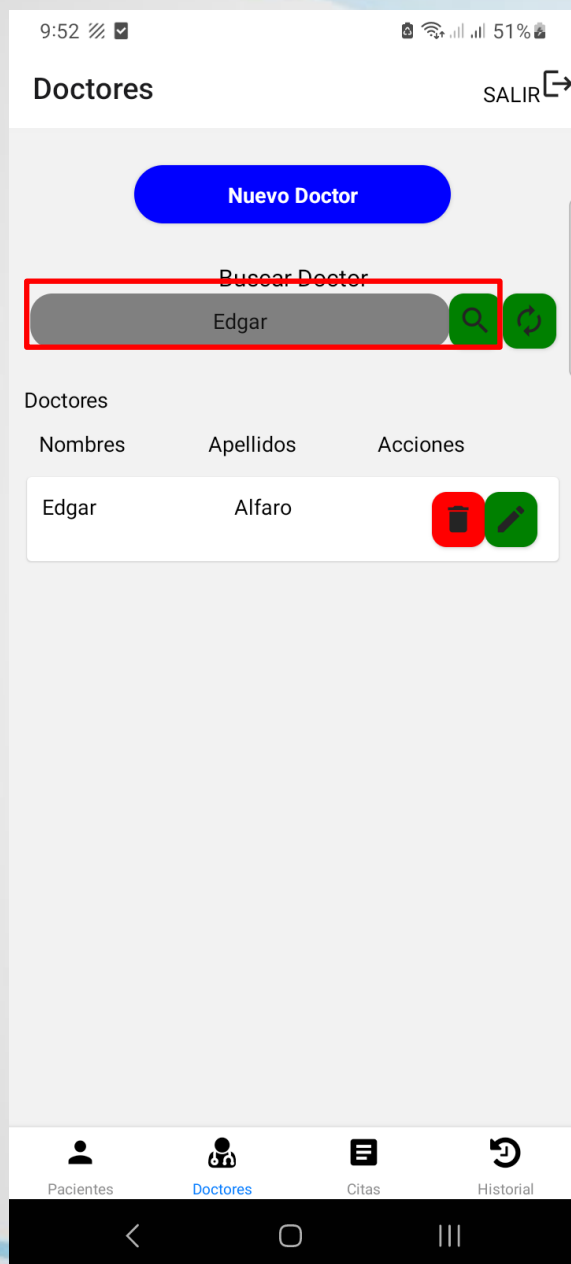 9:52 51%
Doctores
SALIR
Nuevo Doctor
Buscar Doctor
Edgar
Doctores
Nombres Apellidos Acciones
Edgar Alfaro
Pacientes Doctores Citas Historial